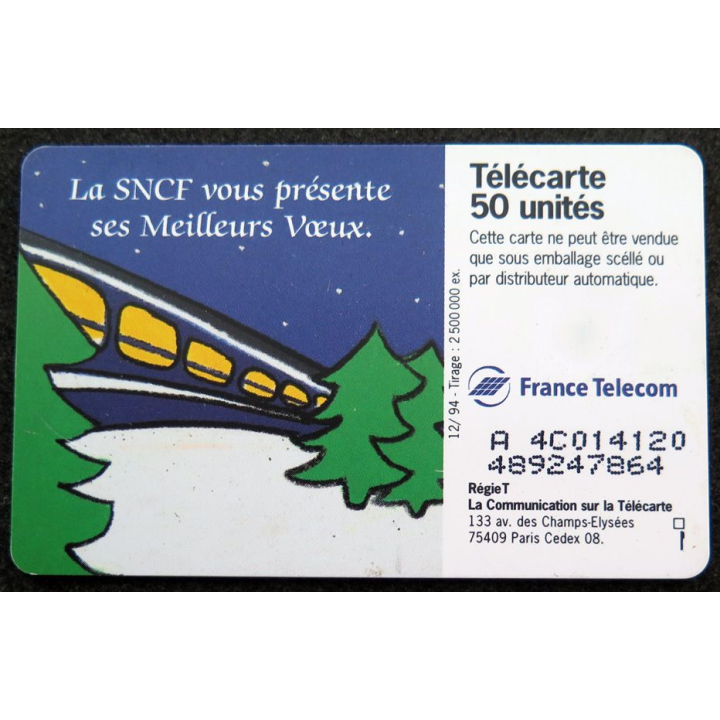 La SNCF vous présente
ses Meilleurs Vœux.
Télécarte
50 unités
Cette carte ne peut être vendue
que sous emballage scéllé ou
par distributeur automatique.
12/ 94 - Tirage : 2 500 000 ex.
France Telecom
A 4C014120
489247864
Régie T
La Communication sur la Télécarte
133 av. des Champs-Elysées
75409 Paris Cedex 08.